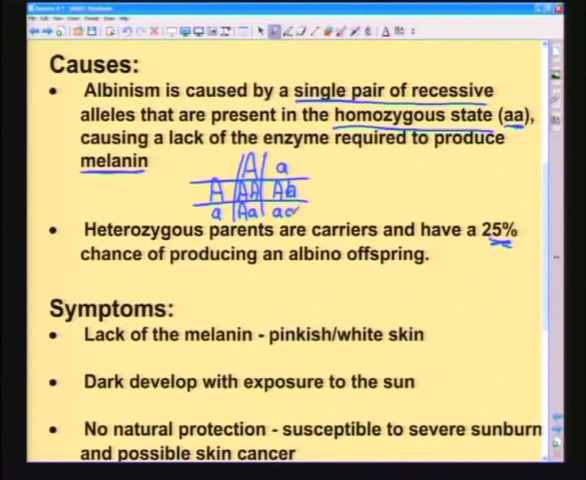 Causes:
• Albinism is caused by a single pair of recessive
alleles that are present in the homozygous state (aa),
causing a lack of the enzyme required to produce
melanin
A a
A AA Aa
a Aa aa
• Heterozygous parents are carriers and have a 25%
chance of producing an albino offspring.
Symptoms:
• Lack of the melanin - pinkish/white skin
• Dark develop with exposure to the sun
• No natural protection - susceptible to severe sunburn
and possible skin cancer